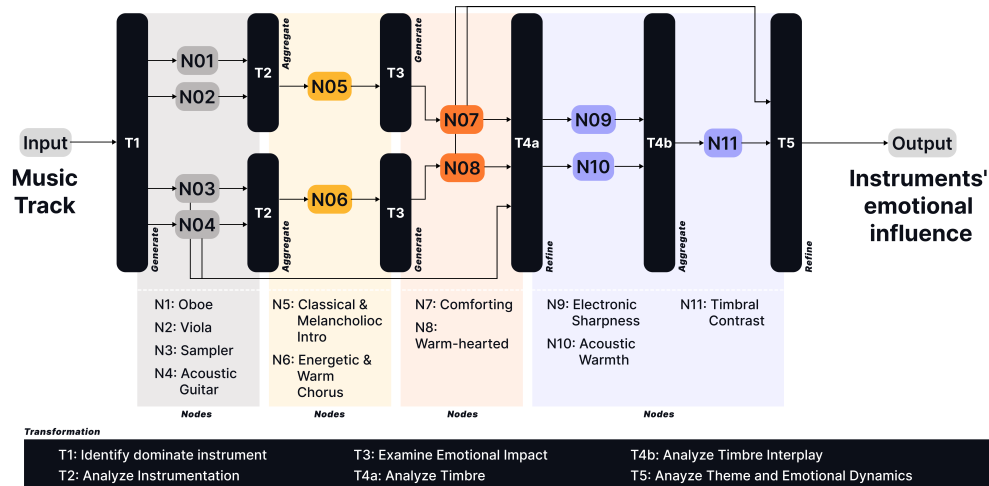 Input
Music
Track
T1
Generate
N01
N02
N03
N04
T2
Aggregate
T2
Aggregate
N05
N06
T3
Generate
T3
Generate
N07
N08
T4a
Refine
N09
N10
T4b
Aggregate
N11
T5
Refine
Output
Instruments'
emotional
influence
N1: Oboe
N2: Viola
N3: Sampler
N4: Acoustic
Guitar
Nodes
N5: Classical &
Melancholioc
Intro
N6: Energetic &
Warm
Chorus
Nodes
N7: Comforting
N8:
Warm-hearted
Nodes
N9: Electronic
Sharpness
N10: Acoustic
Warmth
N11: Timbral
Contrast
Nodes
Transformation
T1: Identify dominate instrument
T2: Analyze Instrumentation
T3: Examine Emotional Impact
T4a: Analyze Timbre
T4b: Analyze Timbre Interplay
T5: Anayze Theme and Emotional Dynamics